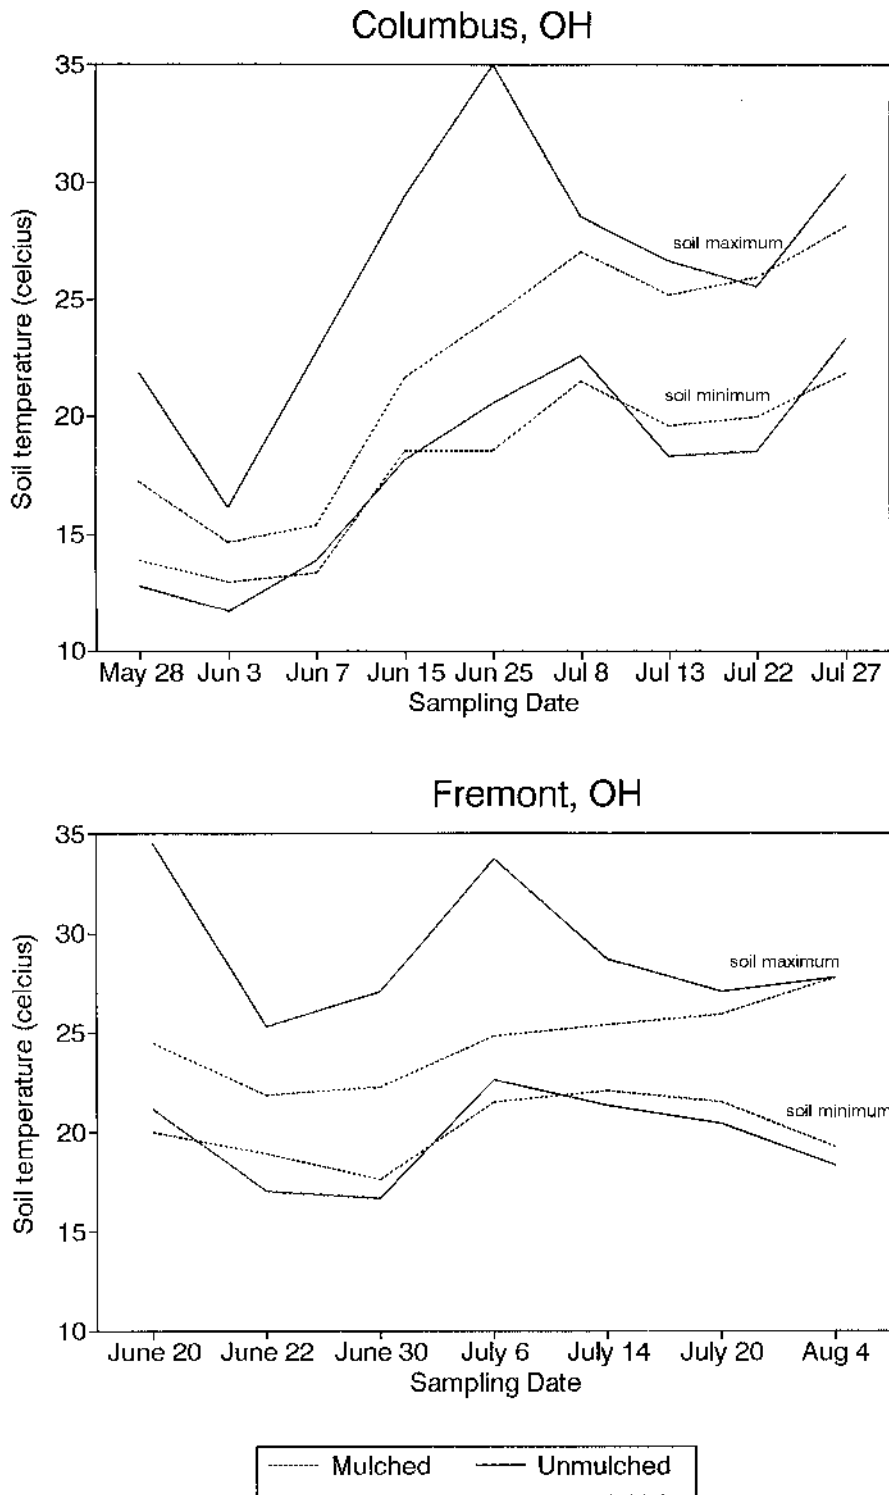 Columbus, OH
35
30
25
20
15
10
Soil temperature (celcius)
soil maximum
soil minimum
May 28 Jun 3 Jun 7 Jun 15 Jun 25 Jul 8 Jul 13 Jul 22 Jul 27
Sampling Date
Fremont, OH
35
30
25
20
15
10
Soil temperature (celcius)
soil maximum
soil minimum
June 20 June 22 June 30 July 6 July 14 July 20 Aug 4
Sampling Date
Mulched Unmulched